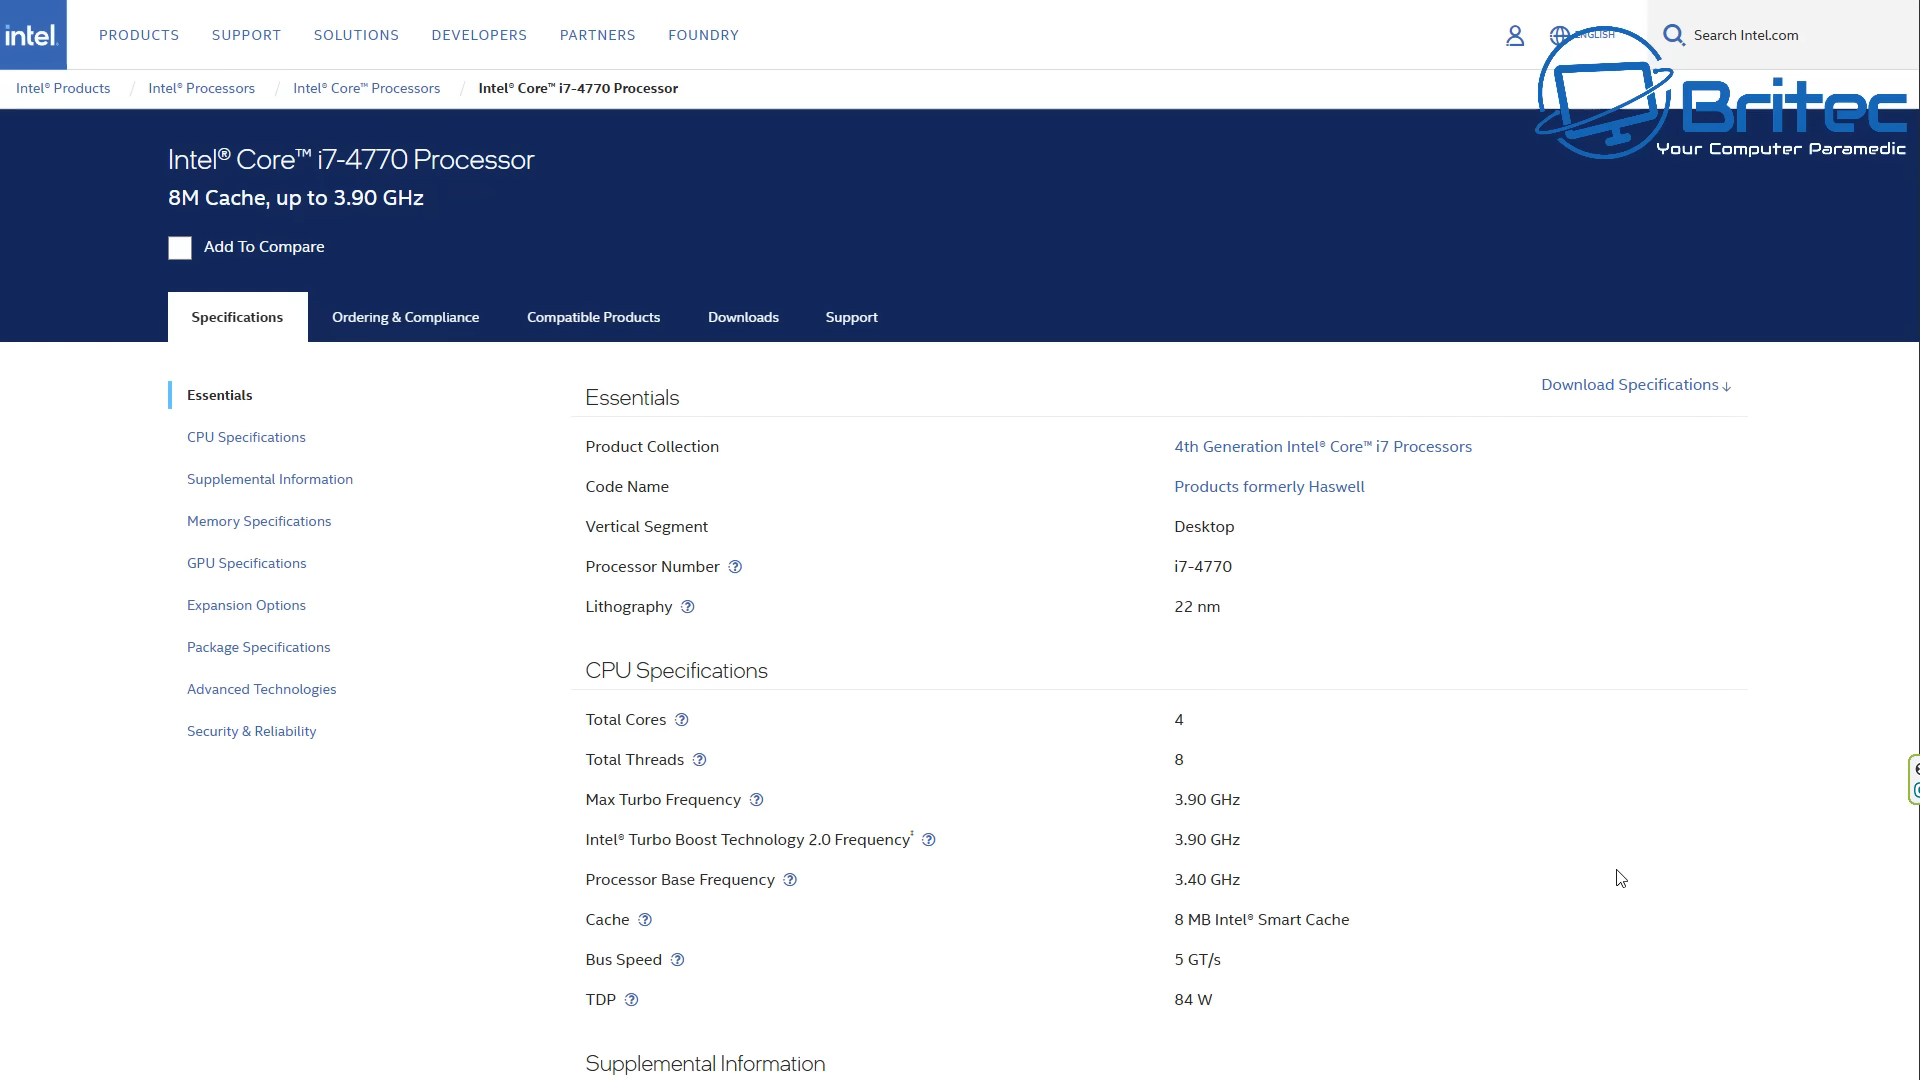 intel.
PRODUCTS SUPPORT SOLUTIONS DEVELOPERS PARTNERS FOUNDRY
ENGLISH
Search Intel.com
Intel® Products / Intel® Processors / Intel® Core™ Processors / Intel® Core™ i7-4770 Processor
Britec
Your Computer Paramedic
Intel® Core™ i7-4770 Processor
8M Cache, up to 3.90 GHz
Add To Compare
Specifications Ordering & Compliance Compatible Products Downloads Support
Essentials
CPU Specifications
Supplemental Information
Memory Specifications
GPU Specifications
Expansion Options
Package Specifications
Advanced Technologies
Security & Reliability
Download Specifications ↓
Essentials
Product Collection 4th Generation Intel® Core™ i7 Processors
Code Name Products formerly Haswell
Vertical Segment Desktop
Processor Number ? i7-4770
Lithography ? 22 nm
CPU Specifications
Total Cores ? 4
Total Threads ? 8
Max Turbo Frequency ? 3.90 GHz
Intel® Turbo Boost Technology 2.0 Frequency‡ ? 3.90 GHz
Processor Base Frequency ? 3.40 GHz
Cache ? 8 MB Intel® Smart Cache
Bus Speed ? 5 GT/s
TDP ? 84 W
Supplemental Information